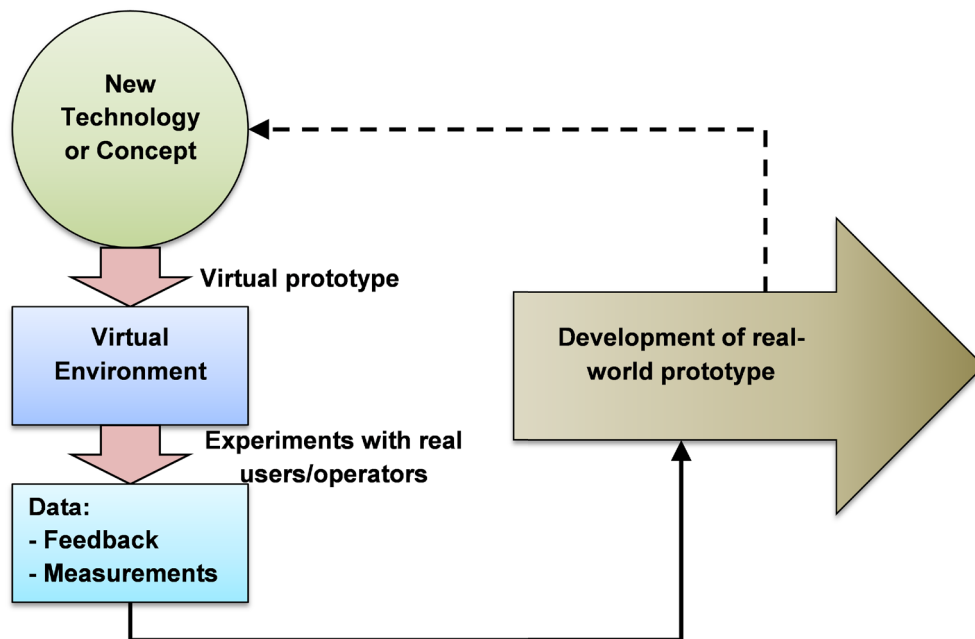 New
Technology
or Concept
Virtual prototype
Virtual
Environment
Experiments with real
users/operators
Data:
- Feedback
- Measurements
Development of real-
world prototype